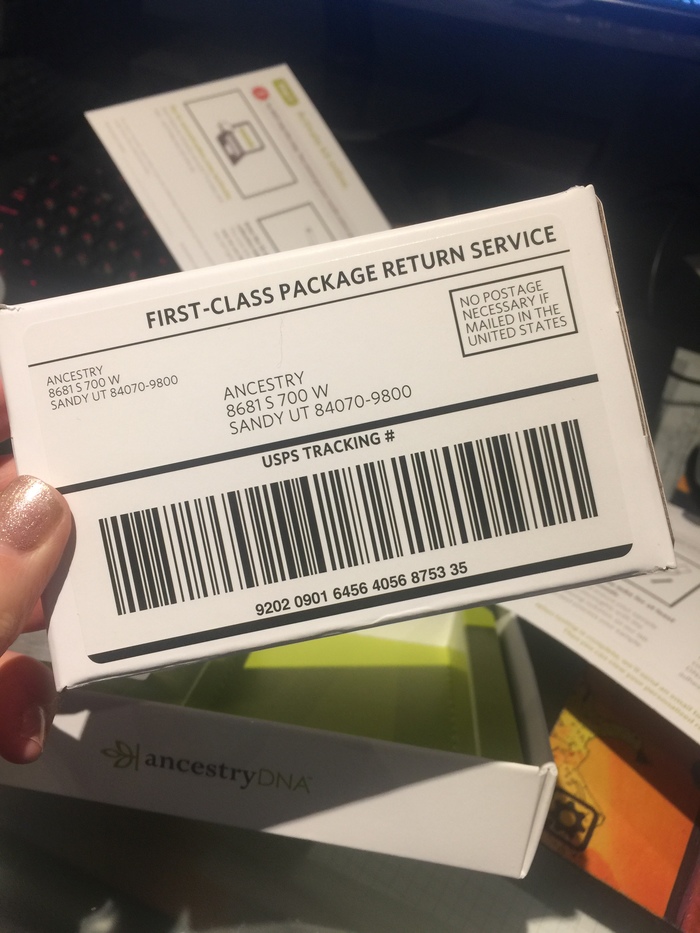 FIRST-CLASS PACKAGE RETURN SERVICE
NO POSTAGE
NECESSARY IF
MAILED IN THE
UNITED STATES
ANCESTRY
8681 S 700 W
SANDY UT 84070-9800
ANCESTRY
8681 S 700 W
SANDY UT 84070-9800
USPS TRACKING #
9202 0901 6456 4056 8753 35
ancestryDNA